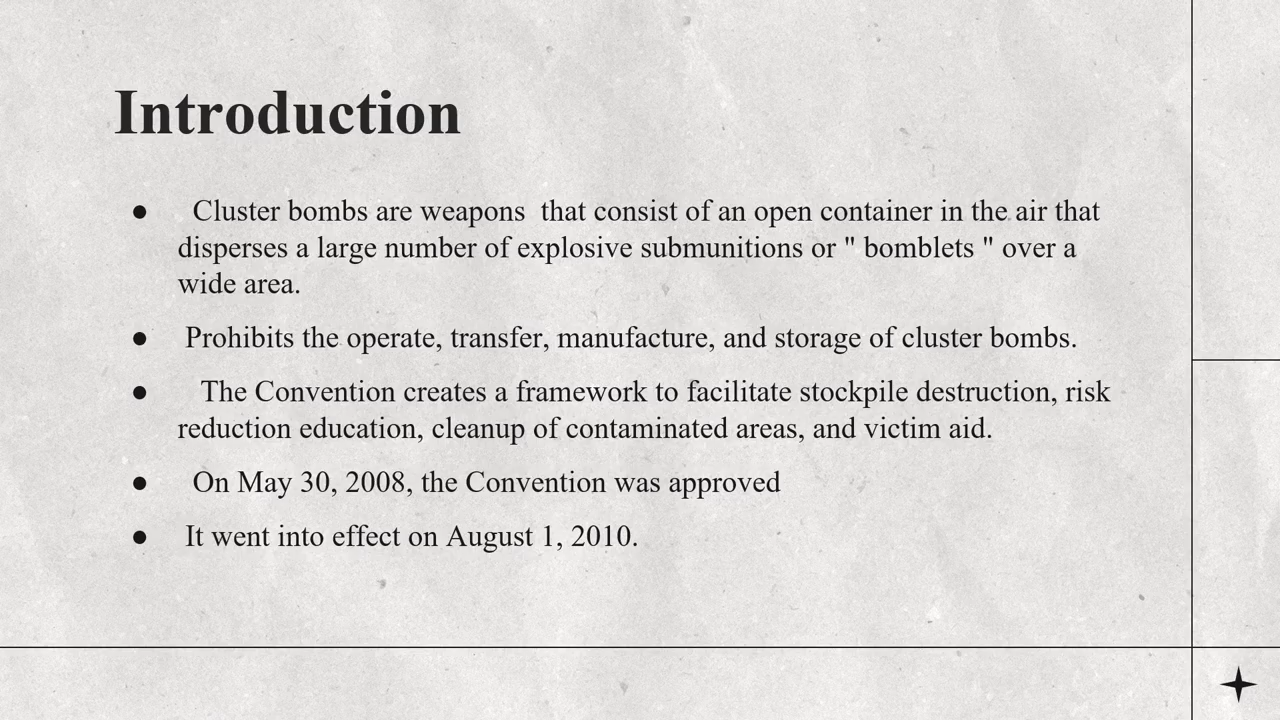 Introduction
● Cluster bombs are weapons  that consist of an open container in the air that
disperses a large number of explosive submunitions or " bomblets " over a
wide area.
● Prohibits the operate, transfer, manufacture, and storage of cluster bombs.
● The Convention creates a framework to facilitate stockpile destruction, risk
reduction education, cleanup of contaminated areas, and victim aid.
● On May 30, 2008, the Convention was approved
● It went into effect on August 1, 2010.